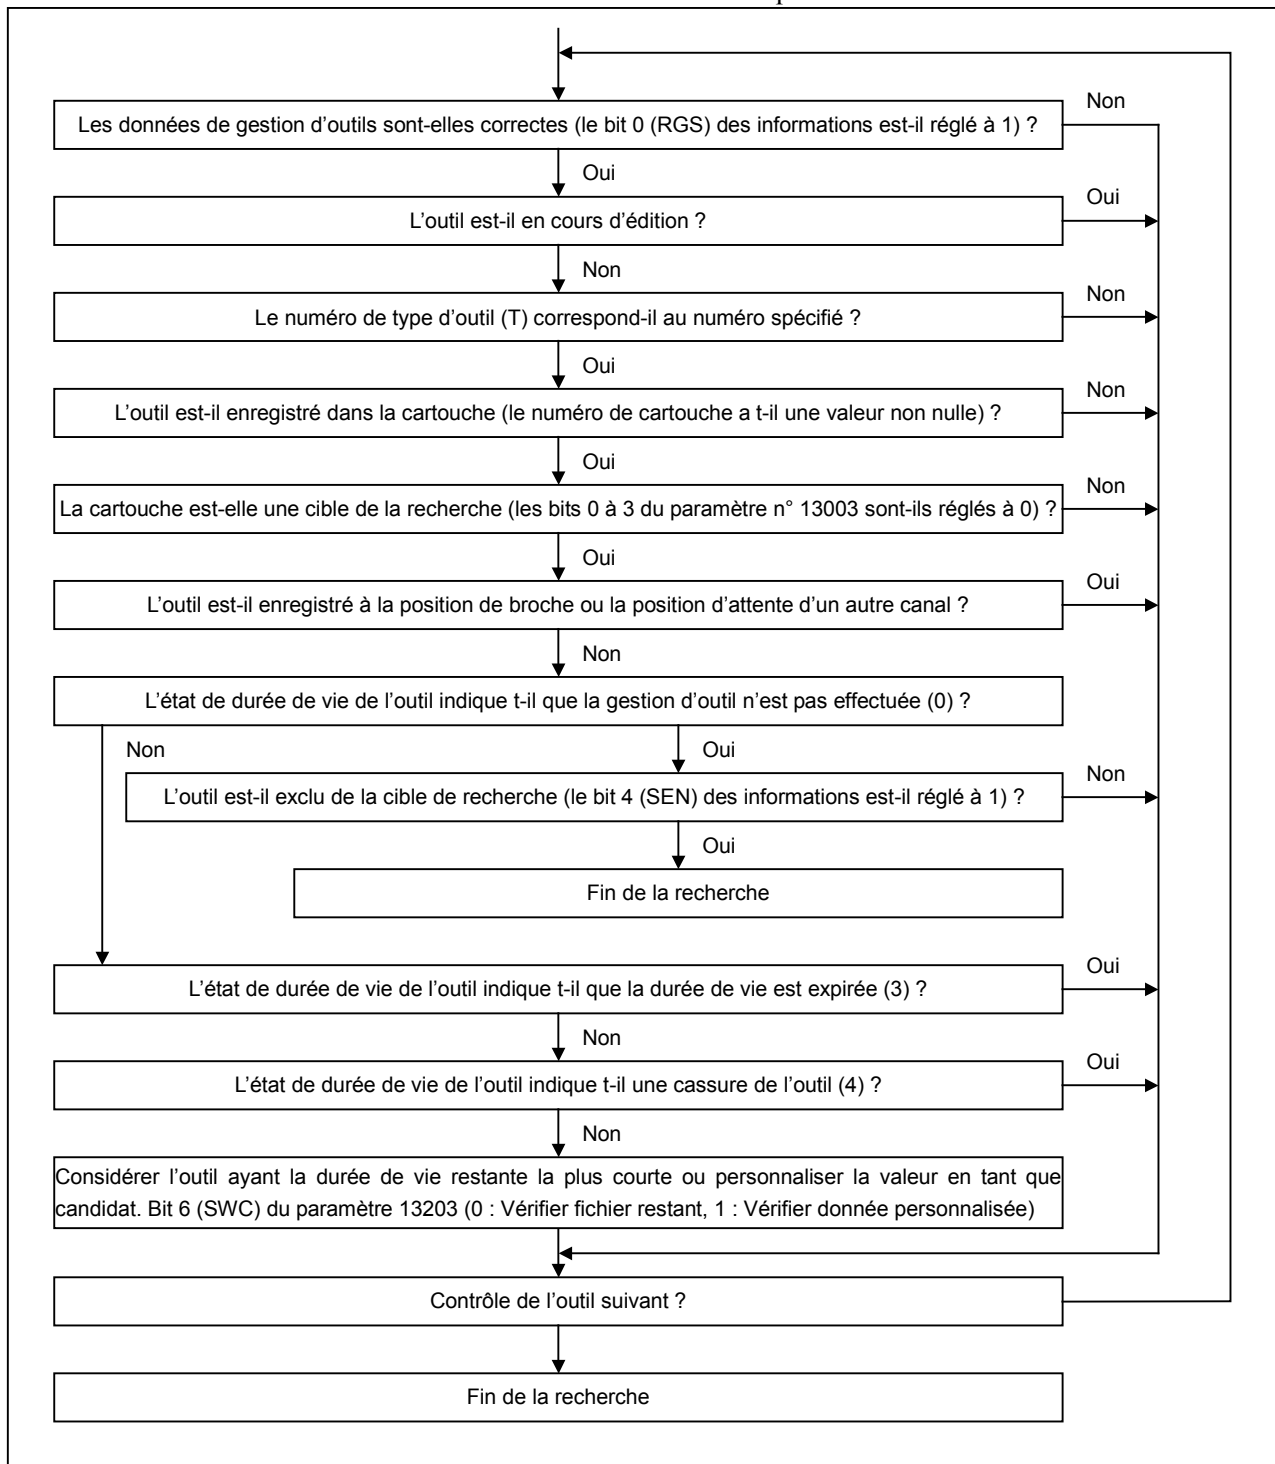 Non
Les données de gestion d'outils sont-elles correctes (le bit 0 (RGS) des informations est-il réglé à 1) ?
Oui
Oui
L'outil est-il en cours d'édition ?
Non
Non
Le numéro de type d'outil (T) correspond-il au numéro spécifié ?
Oui
Non
L'outil est-il enregistré dans la cartouche (le numéro de cartouche a t-il une valeur non nulle) ?
Oui
Non
La cartouche est-elle une cible de la recherche (les bits 0 à 3 du paramètre n° 13003 sont-ils réglés à 0) ?
Oui
Oui
L'outil est-il enregistré à la position de broche ou la position d'attente d'un autre canal ?
Non
L'état de durée de vie de l'outil indique t-il que la gestion d'outil n'est pas effectuée (0) ?
Non
Oui
Non
L'outil est-il exclu de la cible de recherche (le bit 4 (SEN) des informations est-il réglé à 1) ?
Oui
Fin de la recherche
Oui
L'état de durée de vie de l'outil indique t-il que la durée de vie est expirée (3) ?
Non
Oui
L'état de durée de vie de l'outil indique t-il une cassure de l'outil (4) ?
Non
Considérer l'outil ayant la durée de vie restante la plus courte ou personnaliser la valeur en tant que
candidat. Bit 6 (SWC) du paramètre 13203 (0 : Vérifier fichier restant, 1 : Vérifier donnée personnalisée)
Contrôle de l'outil suivant ?
Fin de la recherche